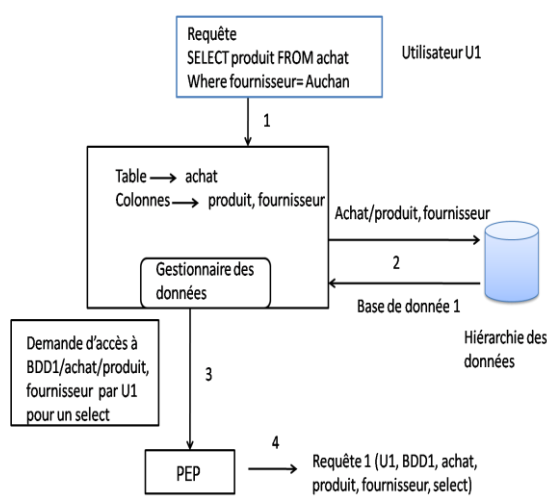 Requête
SELECT produit FROM achat
Where fournisseur= Auchan
Utilisateur U1
1
Table → achat
Colonnes → produit, fournisseur
Achat/produit, fournisseur
2
Gestionnaire des
données
Base de donnée 1
Hiérarchie des
données
Demande d'accès à
BDD1/achat/produit,
fournisseur par U1
pour un select
3
4
PEP
Requête 1 (U1, BDD1, achat,
produit, fournisseur, select)